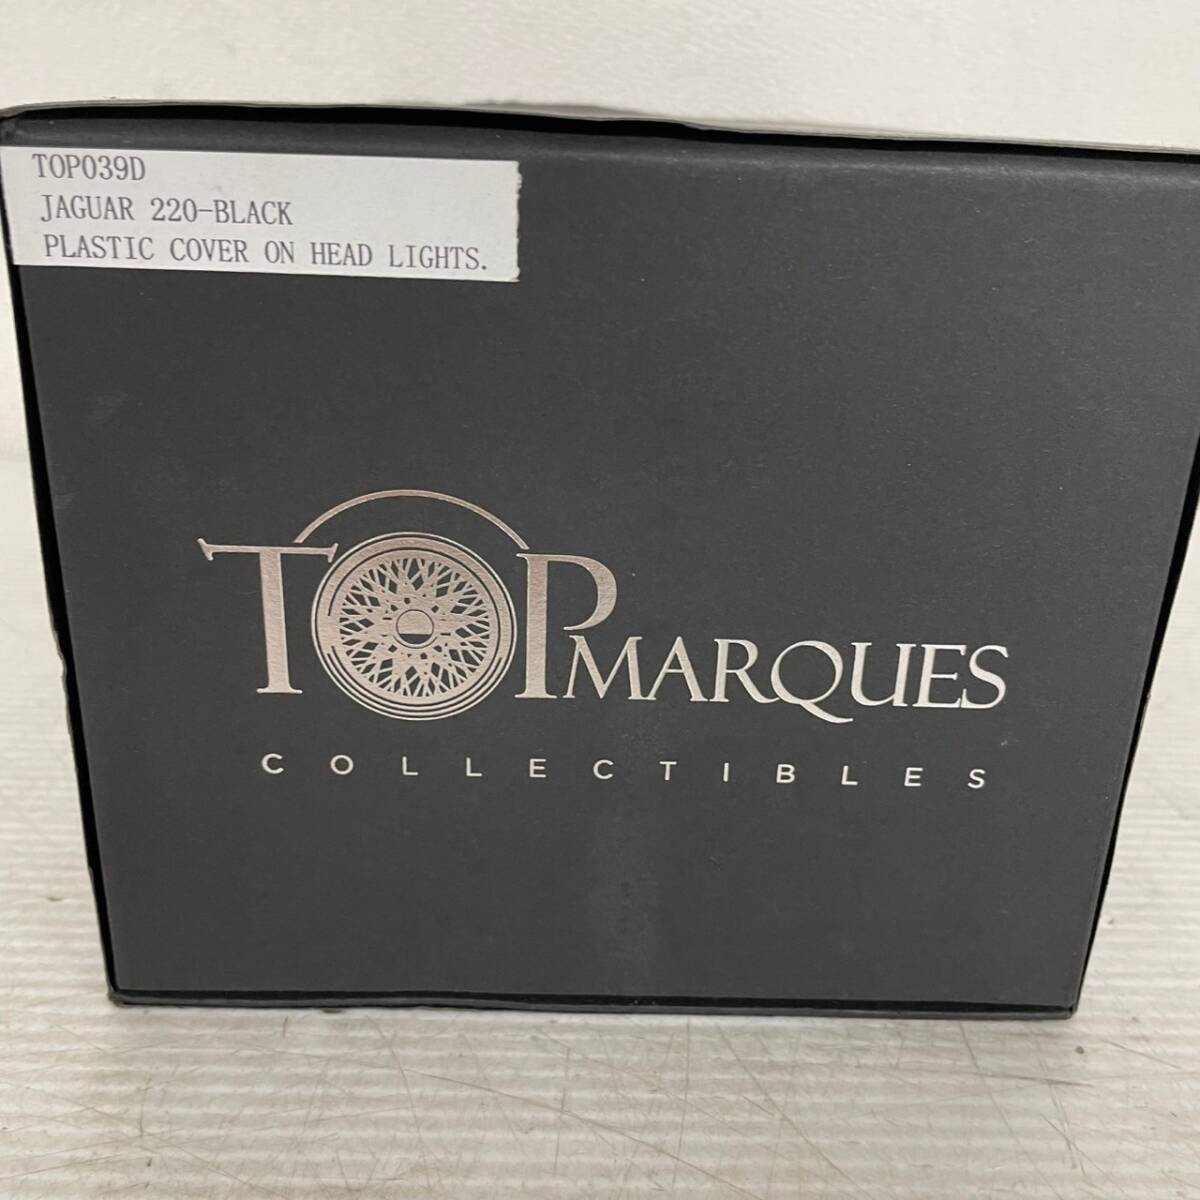 TOP039D
JAGUAR 220-BLACK
PLASTIC COVER ON HEAD LIGHTS.
TOPMARQUES
COLLECTIBLES